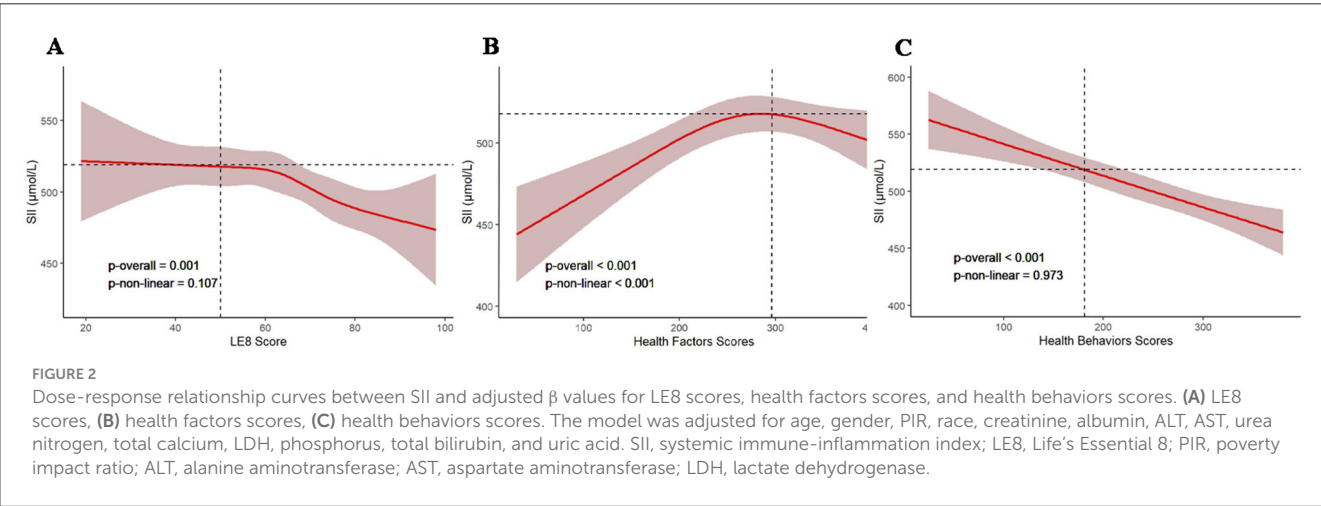 A
SII (μmol/L)
550
500
450
p-overall = 0.001
p-non-linear = 0.107
20 40 60 80 100
LE8 Score
B
SII (μmol/L)
500
450
400
p-overall < 0.001
p-non-linear < 0.001
100 200 300 4
Health Factors Scores
C
SII (μmol/L)
600
550
500
450
400
p-overall < 0.001
p-non-linear = 0.973
100 200 300
Health Behaviors Scores
FIGURE 2
Dose-response relationship curves between SII and adjusted β values for LE8 scores, health factors scores, and health behaviors scores. (A) LE8
scores, (B) health factors scores, (C) health behaviors scores. The model was adjusted for age, gender, PIR, race, creatinine, albumin, ALT, AST, urea
nitrogen, total calcium, LDH, phosphorus, total bilirubin, and uric acid. SII, systemic immune-inflammation index; LE8, Life's Essential 8; PIR, poverty
impact ratio; ALT, alanine aminotransferase; AST, aspartate aminotransferase; LDH, lactate dehydrogenase.